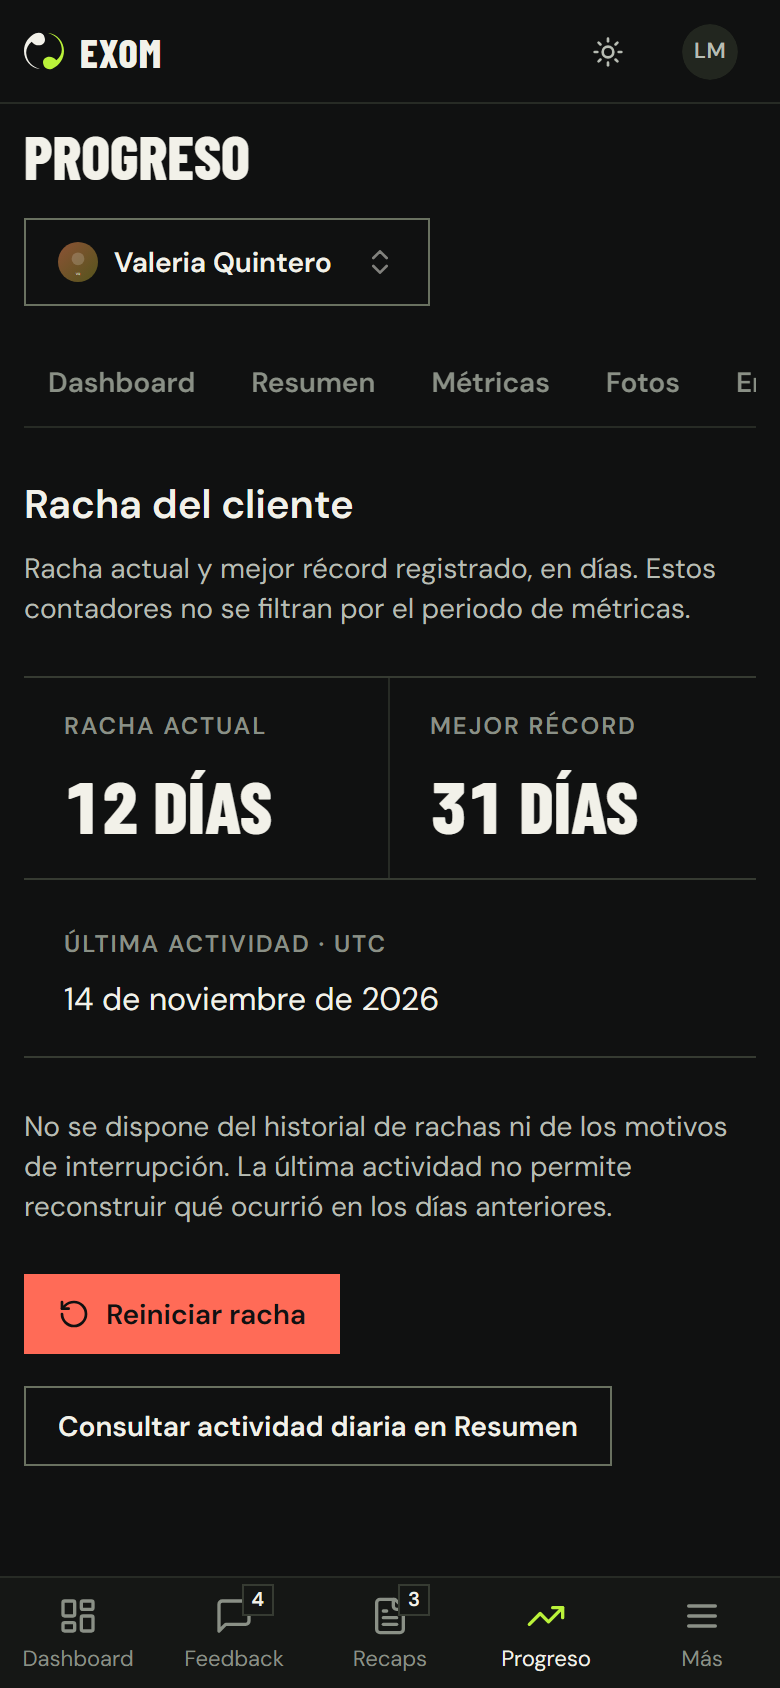 EXOM
LM
PROGRESO
Valeria Quintero
Dashboard Resumen Métricas Fotos
Racha del cliente
Racha actual y mejor récord registrado, en días. Estos
contadores no se filtran por el periodo de métricas.
RACHA ACTUAL
12 DÍAS
MEJOR RÉCORD
31 DÍAS
ÚLTIMA ACTIVIDAD · UTC
14 de noviembre de 2026
No se dispone del historial de rachas ni de los motivos
de interrupción. La última actividad no permite
reconstruir qué ocurrió en los días anteriores.
Reiniciar racha
Consultar actividad diaria en Resumen
4
3
Dashboard Feedback Recaps Progreso Más